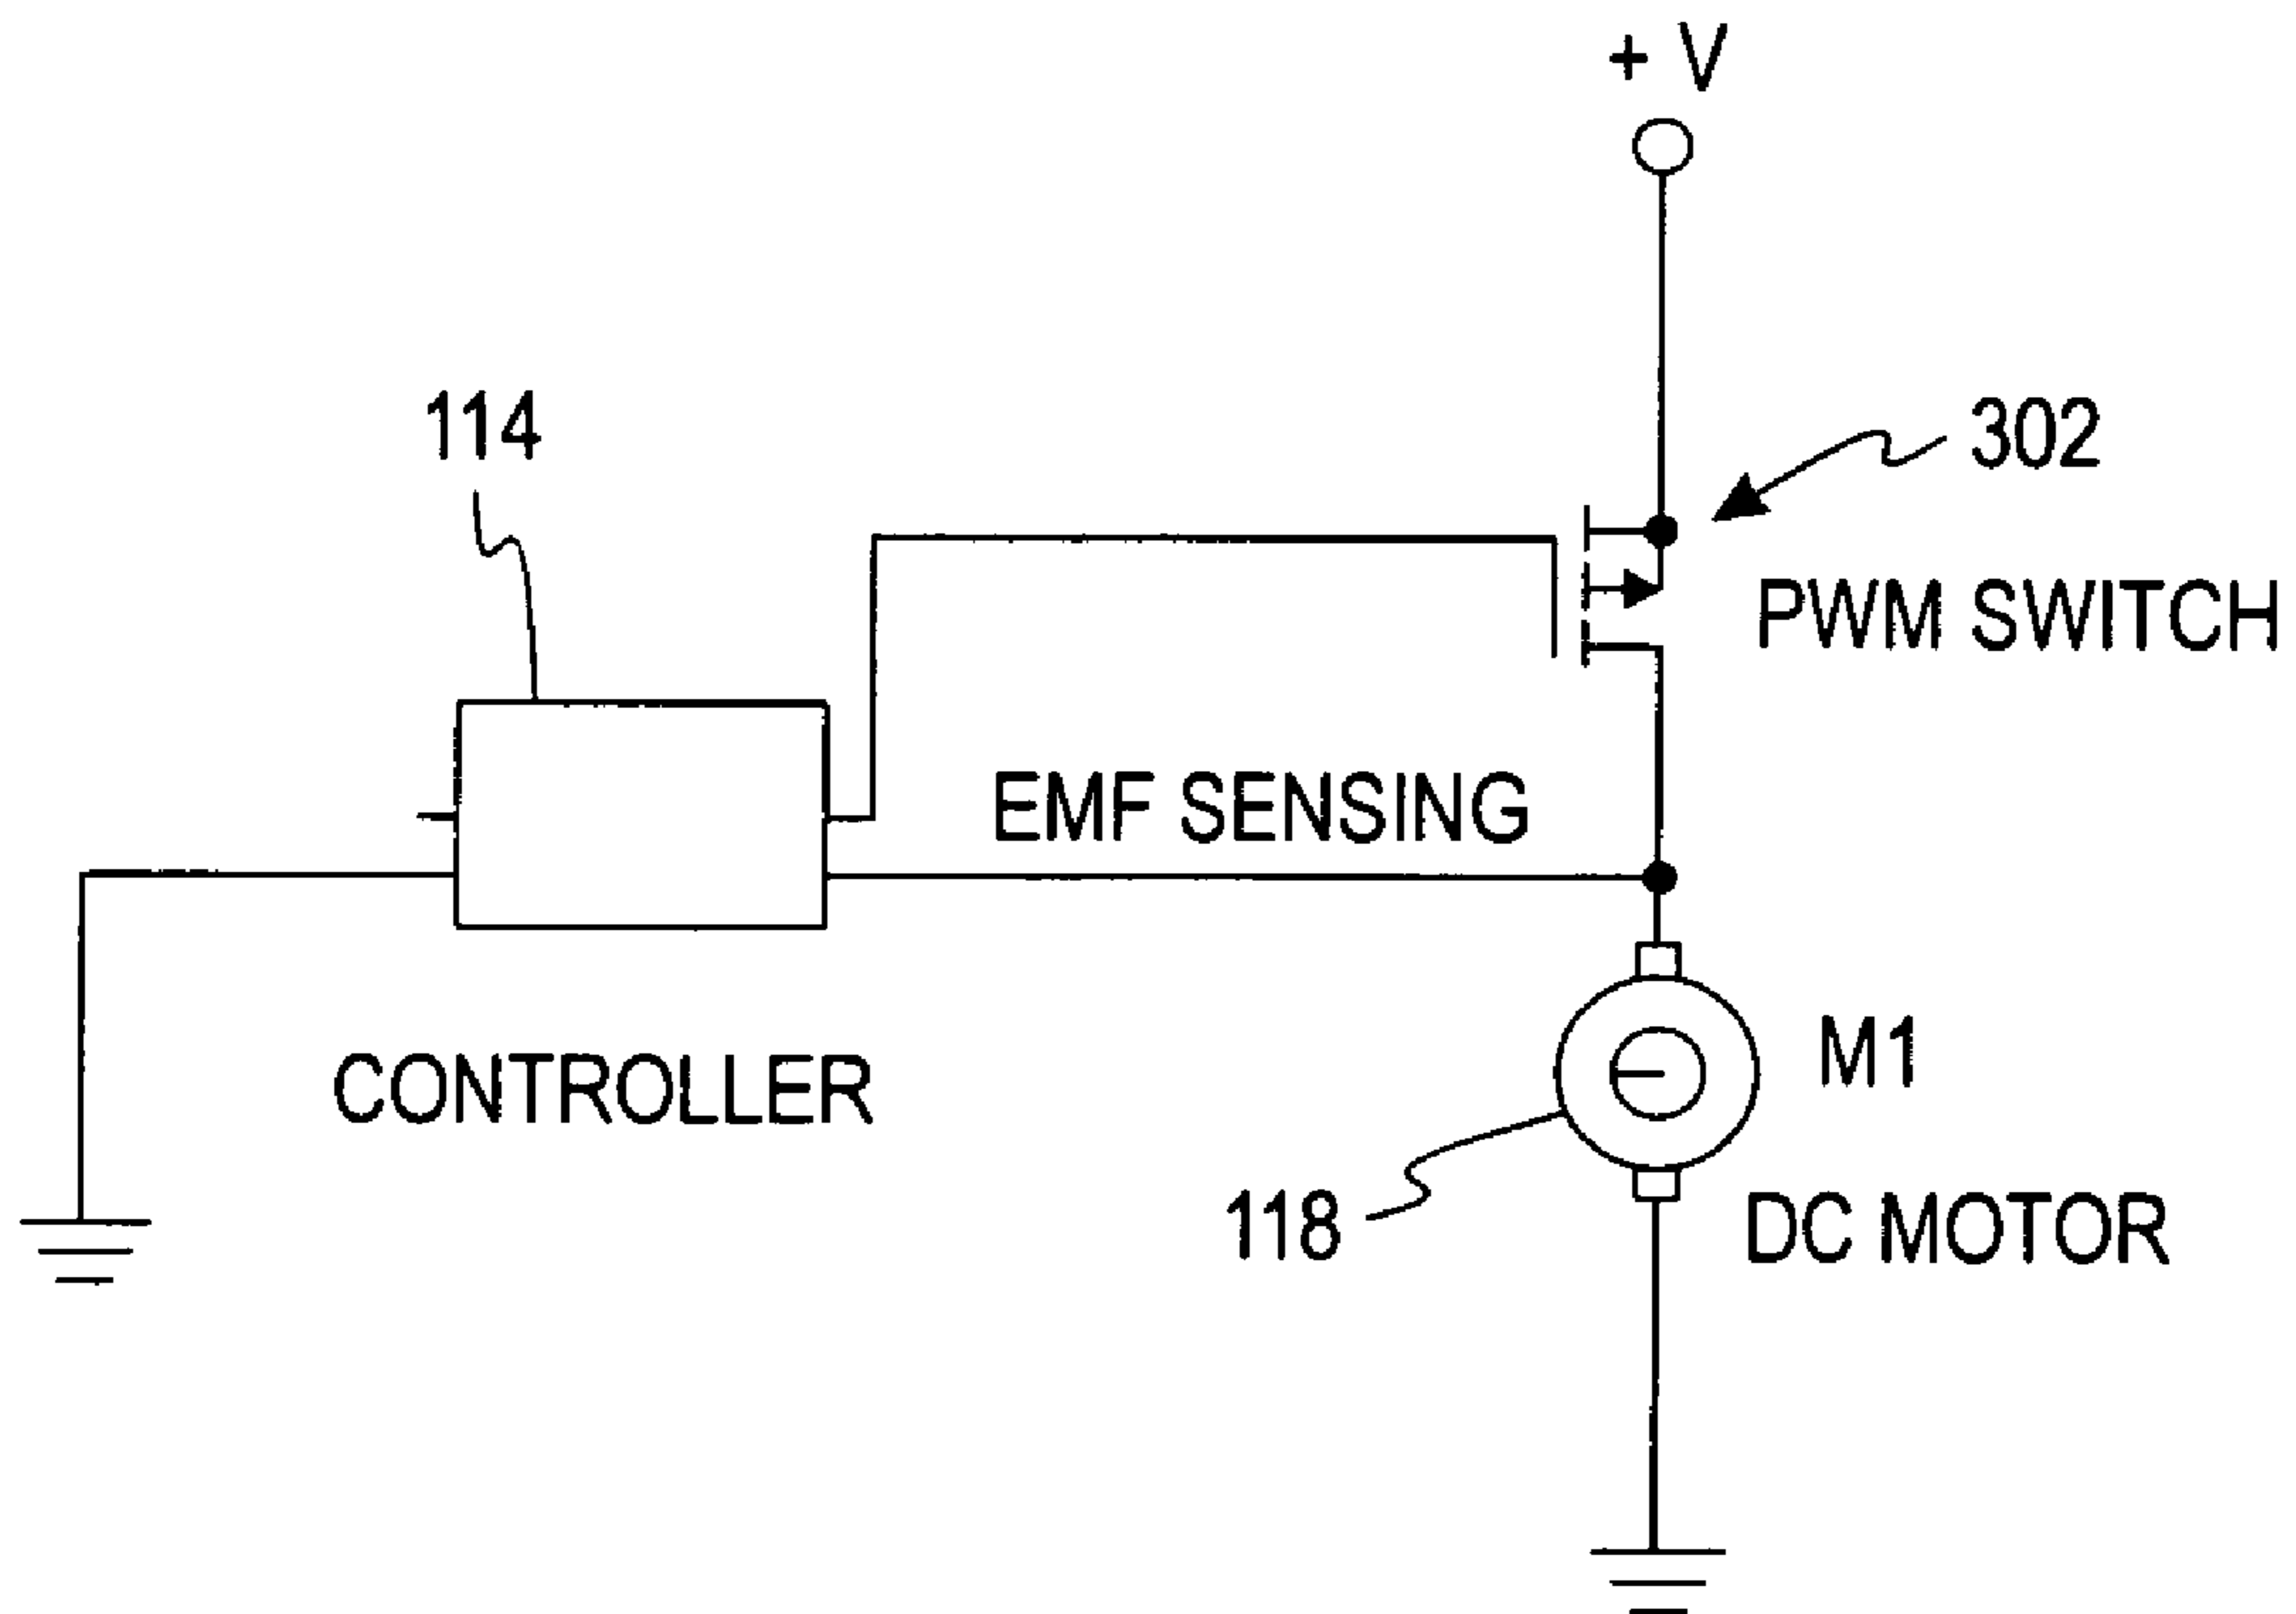 + V
114
302
PWM SWITCH
EMF SENSING
CONTROLLER
M1
118
DC MOTOR